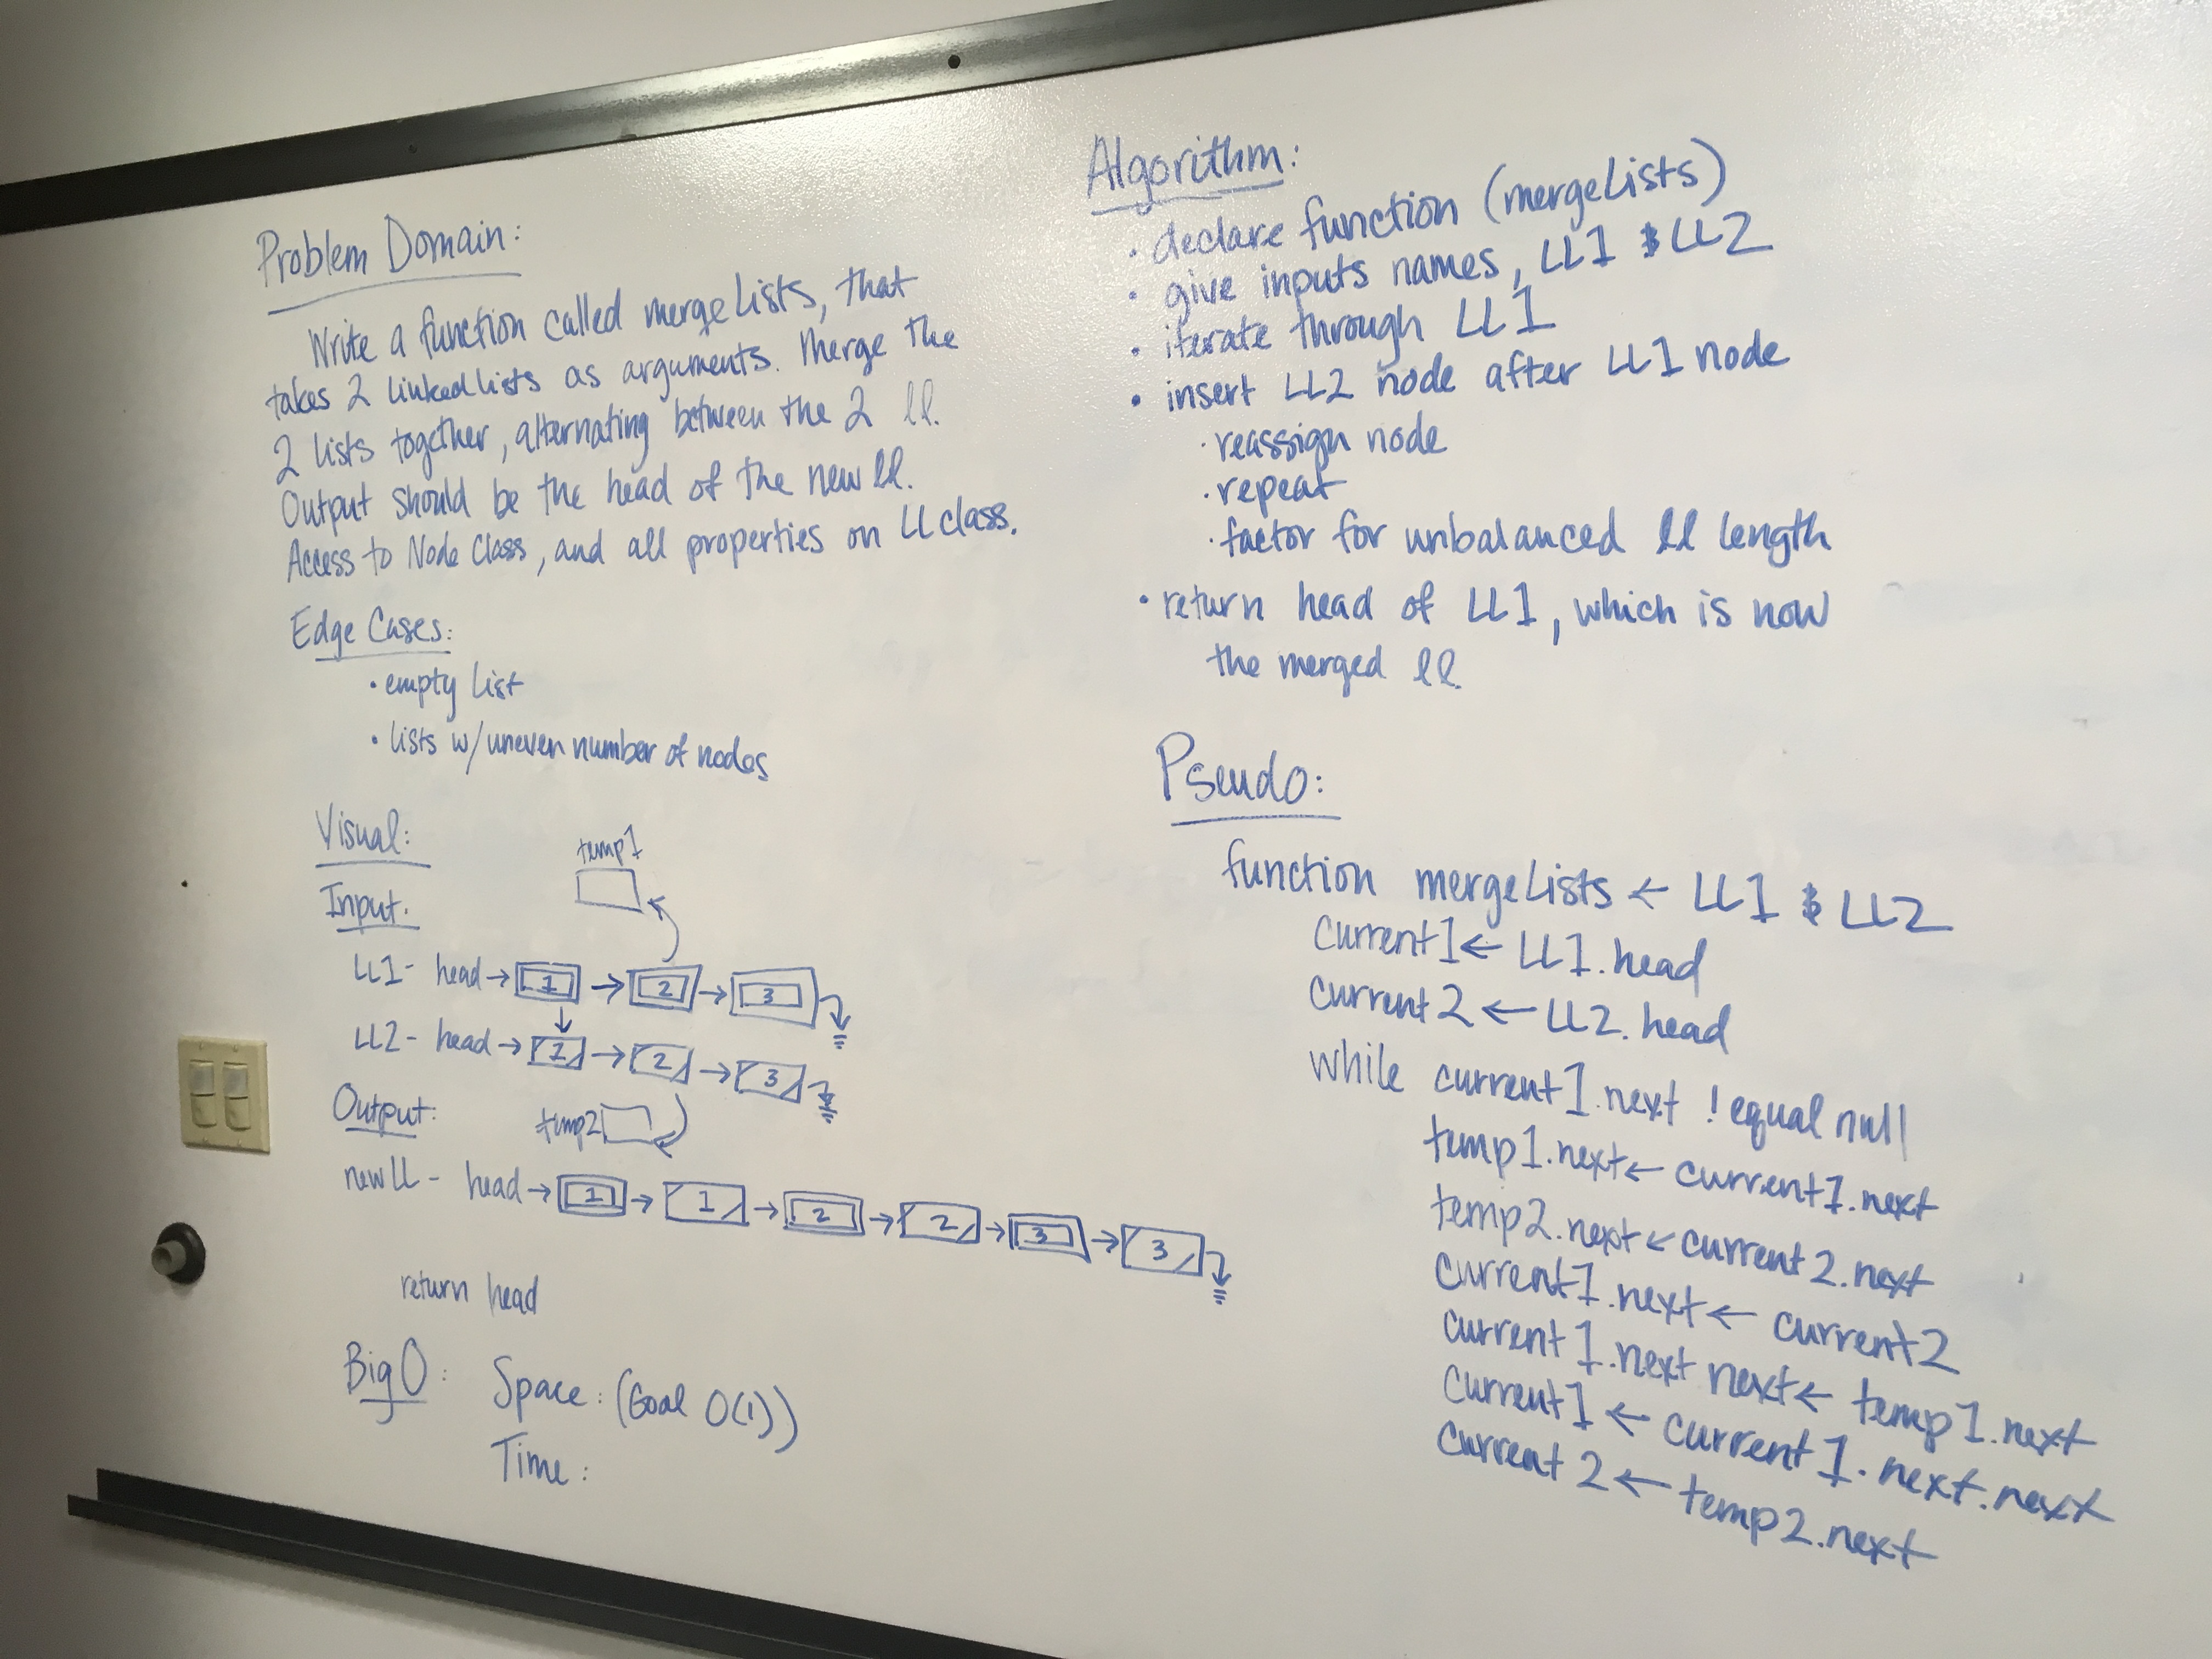 Problem Domain:
Write a function called mergeLists, that
takes 2 linked lists as arguments. Merge the
2 lists together, alternating between the 2 ll.
Output should be the head of the new ll.
Access to Node Class, and all properties on LL class.
Edge Cases:
• empty list
• lists w/ uneven number of nodes
Visual:
Input:
temp1
LL1- head → 1 → 2 → 3
LL2- head → 1 → 2 → 3
Output:
temp2
new LL - head → 1 → 1 → 2 → 2 → 3 → 3
return head
Big O: Space: (Goal O(1))
Time:
Algorithm:
• declare function (mergeLists)
• give inputs names, LL1 & LL2
• iterate through LL1
• insert LL2 node after LL1 node
• reassign node
• repeat
• factor for unbalanced ll length
• return head of LL1, which is now
the merged ll
Pseudo:
function mergeLists ← LL1 & LL2
current1 ← LL1.head
current2 ← LL2.head
while current1.next !equal null
temp1.next ← current1.next
temp2.next ← current2.next
current1.next ← current2
current1.next next ← temp1.next
current1 ← current1.next.next
current2 ← temp2.next